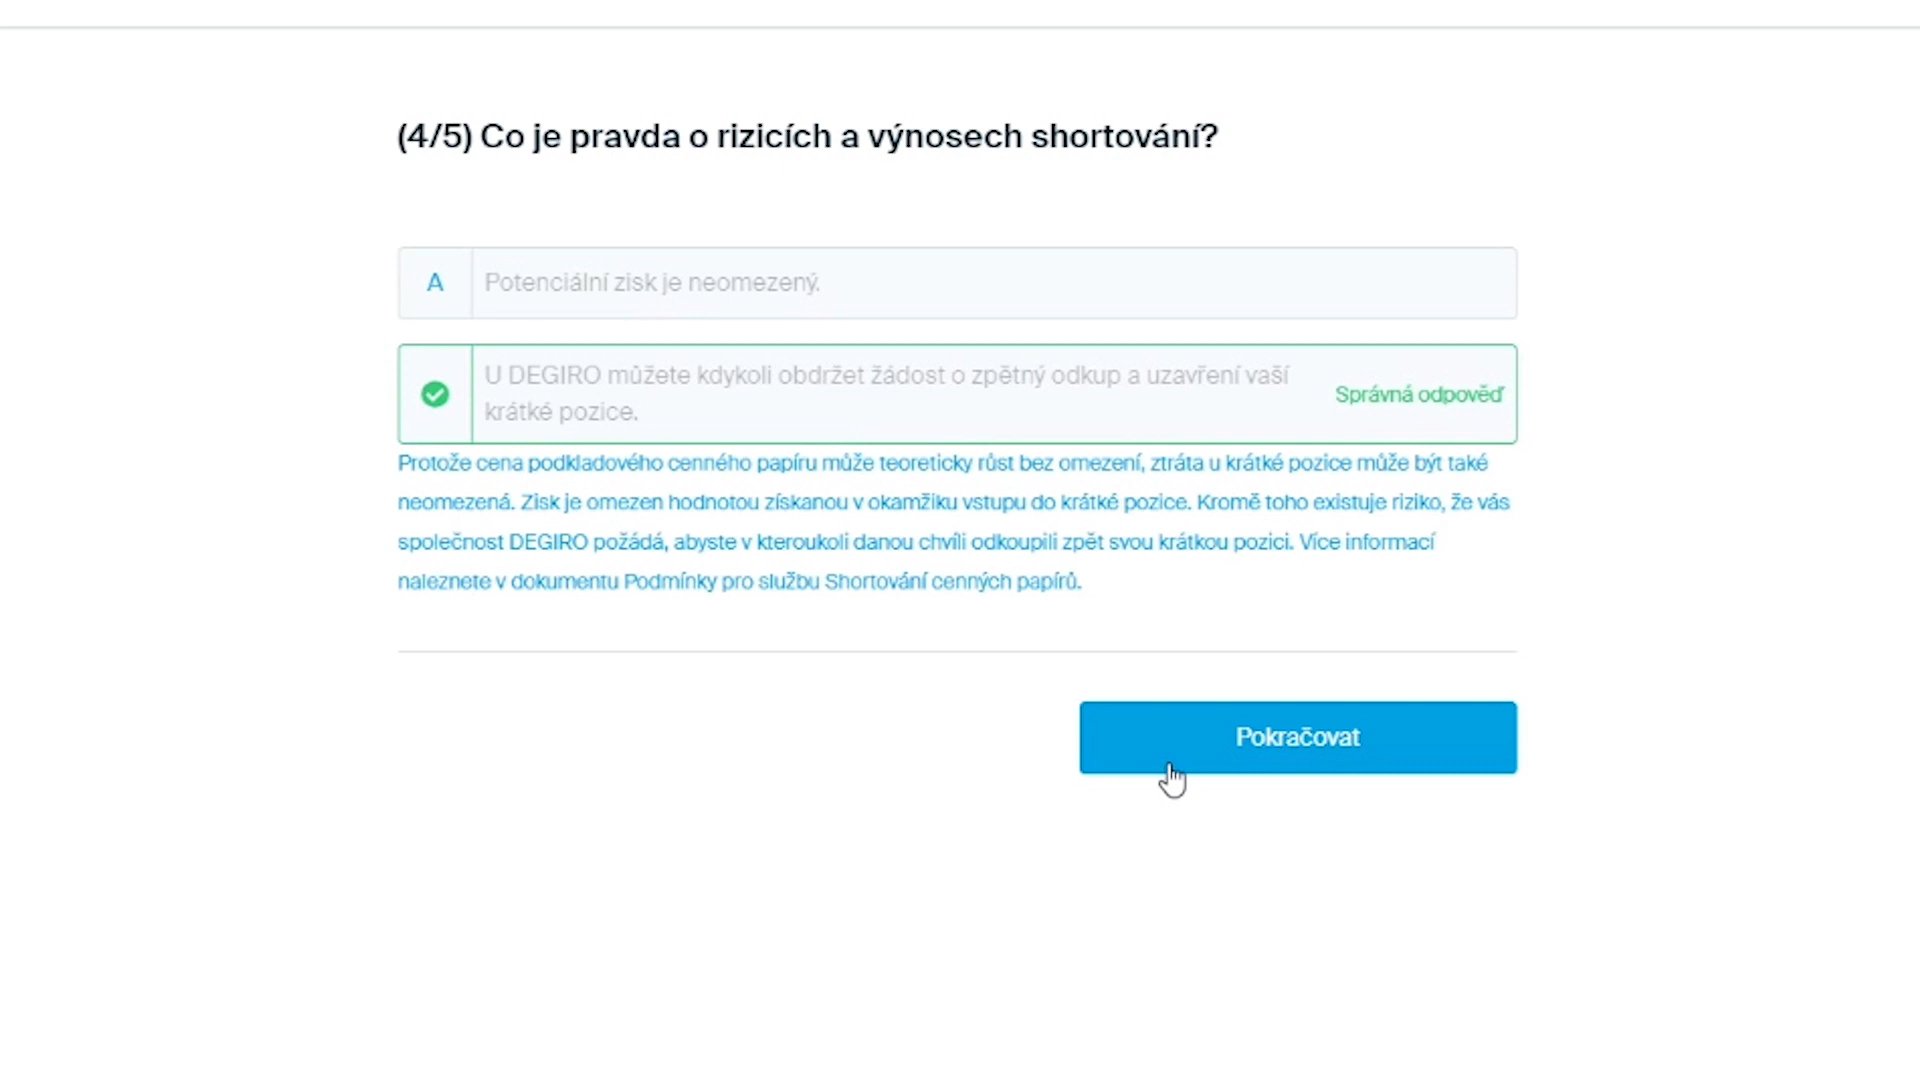 (4/5) Co je pravda o rizicích a výnosech shortování?
A Potenciální zisk je neomezený.
U DEGIRO můžete kdykoli obdržet žádost o zpětný odkup a uzavření vaší
krátké pozice.
Správná odpověď
Protože cena podkladového cenného papíru může teoreticky růst bez omezení, ztráta u krátké pozice může být také
neomezená. Zisk je omezen hodnotou získanou v okamžiku vstupu do krátké pozice. Kromě toho existuje riziko, že vás
společnost DEGIRO požádá, abyste v kteroukoli danou chvíli odkoupili zpět svou krátkou pozici. Více informací
naleznete v dokumentu Podmínky pro službu Shortování cenných papírů.
Pokračovat